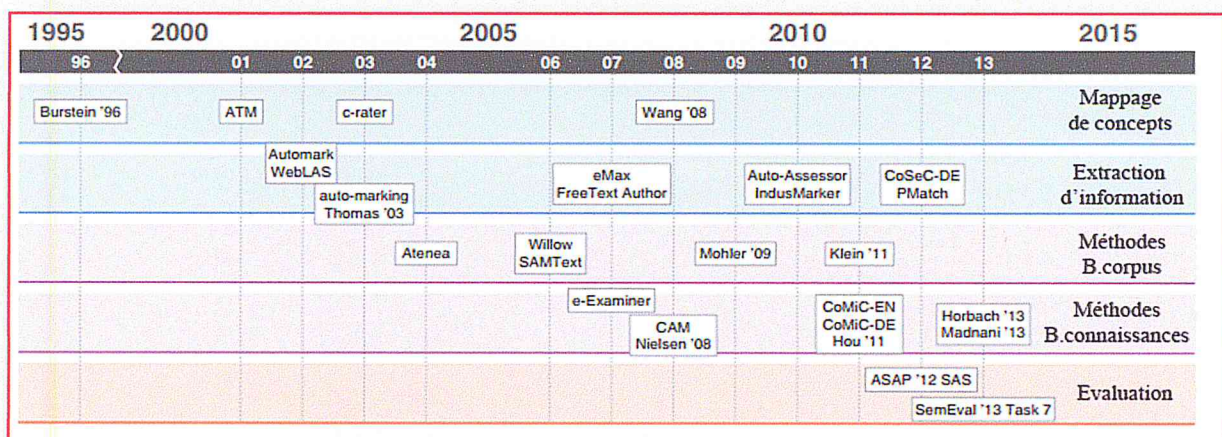 1995 2000 2005 2010 2015
96 01 02 03 04 06 07 08 09 10 11 12 13
Burstein '96 ATM c-rater Wang '08 Mappage
de concepts
Automark
WebLAS
eMax
FreeText Author
Auto-Assessor
IndusMarker
CoSeC-DE
PMatch
Extraction
d'information
auto-marking
Thomas '03
Atenea
Willow
SAMText
Mohler '09
Klein '11
Méthodes
B.corpus
e-Examiner
CAM
Nielsen '08
CoMiC-EN
CoMiC-DE
Hou '11
Horbach '13
Madnani '13
Méthodes
B.connaissances
ASAP '12 SAS
SemEval '13 Task 7
Evaluation